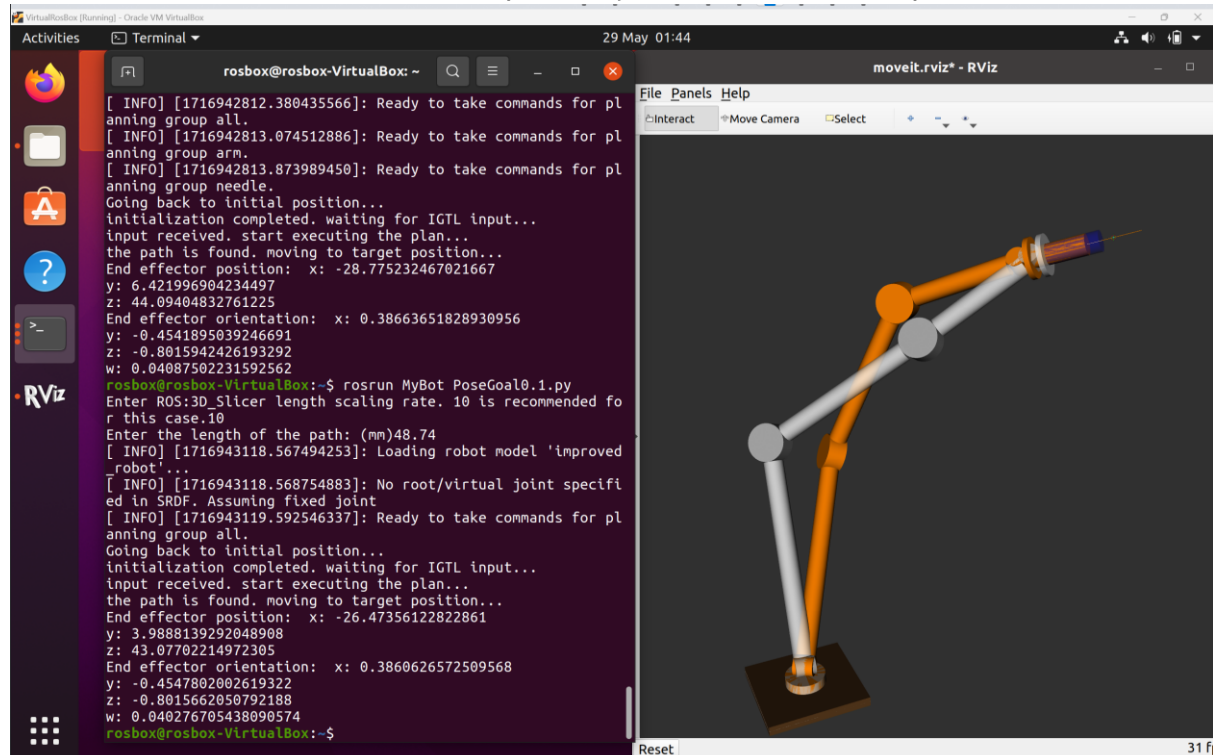 VirtualRosBox [Running] - Oracle VM VirtualBox
Activities
Terminal
29 May 01:44
rosbox@rosbox-VirtualBox: ~
[ INFO] [1716942812.380435566]: Ready to take commands for pl
anning group all.
[ INFO] [1716942813.074512886]: Ready to take commands for pl
anning group arm.
[ INFO] [1716942813.873989450]: Ready to take commands for pl
anning group needle.
Going back to initial position...
initialization completed. waiting for IGTL input...
input received. start executing the plan...
the path is found. moving to target position...
End effector position:  x: -28.775232467021667
y: 6.421996904234497
z: 44.09404832761225
End effector orientation:  x: 0.38663651828930956
y: -0.4541895039246691
z: -0.8015942426193292
w: 0.04087502231592562
rosbox@rosbox-VirtualBox:~$ rosrun MyBot PoseGoal0.1.py
Enter ROS:3D_Slicer length scaling rate. 10 is recommended fo
r this case.10
Enter the length of the path: (mm)48.74
[ INFO] [1716943118.567494253]: Loading robot model 'improved
_robot'...
[ INFO] [1716943118.568754883]: No root/virtual joint specifi
ed in SRDF. Assuming fixed joint
[ INFO] [1716943119.592546337]: Ready to take commands for pl
anning group all.
Going back to initial position...
initialization completed. waiting for IGTL input...
input received. start executing the plan...
the path is found. moving to target position...
End effector position:  x: -26.47356122822861
y: 3.9888139292048908
z: 43.07702214972305
End effector orientation:  x: 0.3860626572509568
y: -0.4547802002619322
z: -0.8015662050792188
w: 0.040276705438090574
rosbox@rosbox-VirtualBox:~$
RViz
moveit.rviz* - RViz
File Panels Help
Interact
Move Camera
Select
Reset
31 f